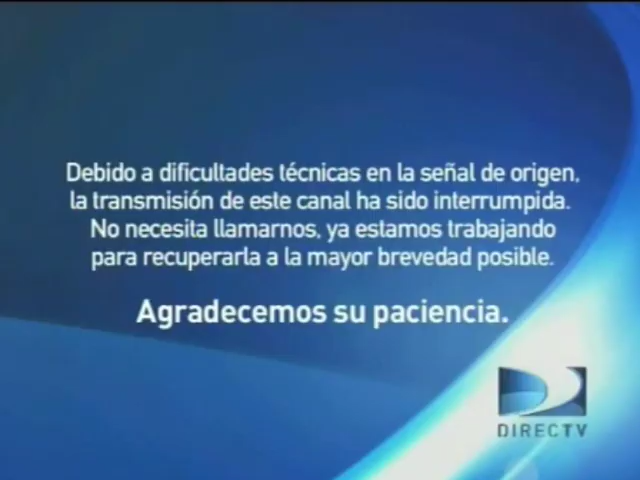 Debido a dificultades técnicas en la señal de origen,
la transmisión de este canal ha sido interrumpida.
No necesita llamarnos, ya estamos trabajando
para recuperarla a la mayor brevedad posible.
Agradecemos su paciencia.
DIRECTV